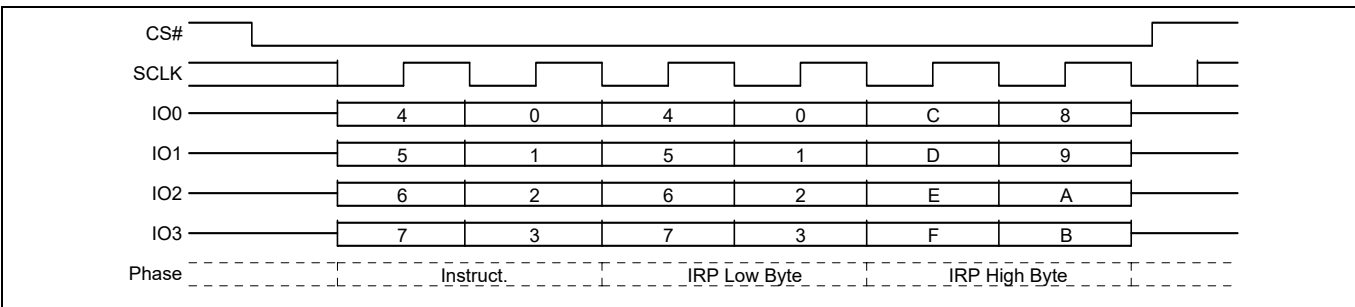 CS#
SCLK
IO0 4 0 4 0 C 8
IO1 5 1 5 1 D 9
IO2 6 2 6 2 E A
IO3 7 3 7 3 F B
Phase Instruct. IRP Low Byte IRP High Byte